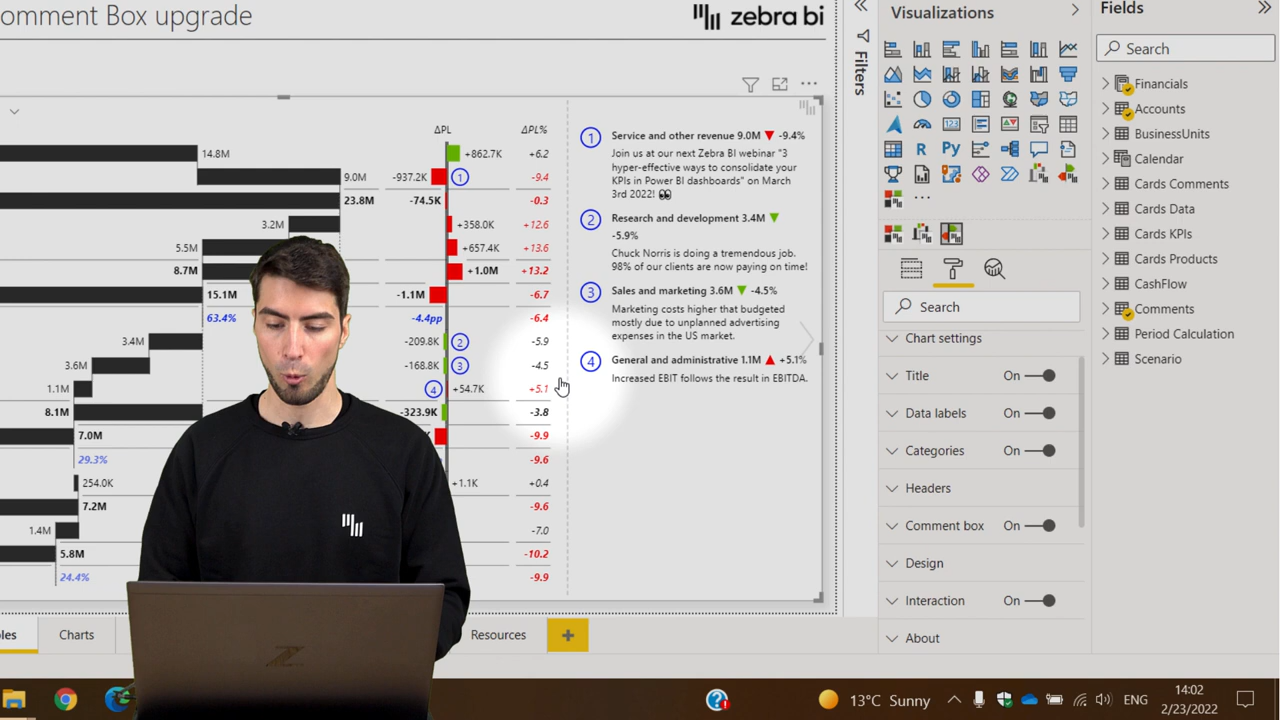 omment Box upgrade
zebra bi
ΔPL
ΔPL%
14.8M
+862.7K
+6.2
9.0M
-937.2K
1
-9.4
23.8M
-74.5K
-0.3
3.2M
+358.0K
+12.6
5.5M
+657.4K
+13.6
8.7M
+1.0M
+13.2
15.1M
-1.1M
-6.7
63.4%
-4.4pp
-6.4
3.4M
-209.8K
2
-5.9
3.6M
-168.8K
3
-4.5
1.1M
4
+54.7K
+5.1
8.1M
-323.9K
-3.8
7.0M
-9.9
29.3%
-9.6
254.0K
+1.1K
+0.4
7.2M
-9.6
1.4M
-7.0
5.8M
-10.2
24.4%
-9.9
1
Service and other revenue 9.0M ▼ -9.4%
Join us at our next Zebra BI webinar "3
hyper-effective ways to consolidate your
KPIs in Power BI dashboards" on March
3rd 2022! 👀
2
Research and development 3.4M ▼
-5.9%
Chuck Norris is doing a tremendous job.
98% of our clients are now paying on time!
3
Sales and marketing 3.6M ▼ -4.5%
Marketing costs higher that budgeted
mostly due to unplanned advertising
expenses in the US market.
4
General and administrative 1.1M ▲ +5.1%
Increased EBIT follows the result in EBITDA.
Filters
Visualizations
R
Py
123
Search
Chart settings
Title On
Data labels On
Categories On
Headers
Comment box On
Design
Interaction On
About
Fields
Search
Financials
Accounts
BusinessUnits
Calendar
Cards Comments
Cards Data
Cards KPIs
Cards Products
CashFlow
Comments
Period Calculation
Scenario
les
Charts
Resources
+
13°C Sunny
ENG
14:02
2/23/2022